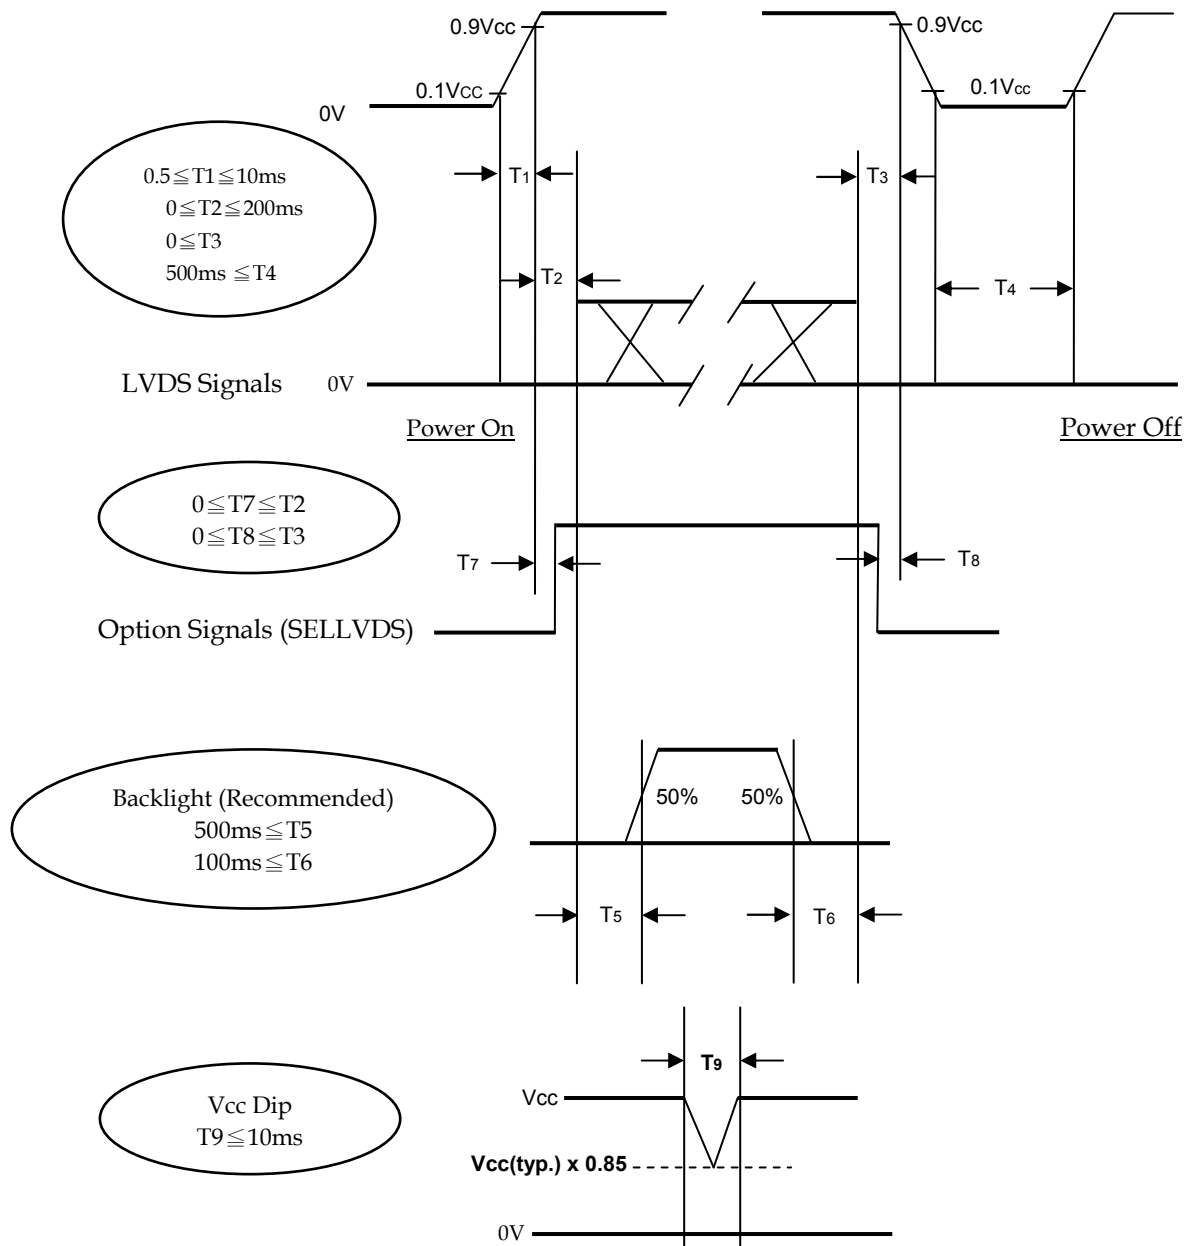 0.9Vcc
0.9Vcc
0.1Vcc
0.1Vcc
0V
0.5≦T1≦10ms
0≦T2≦200ms
0≦T3
500ms ≦T4
T1
T3
T2
T4
LVDS Signals 0V
Power On
Power Off
0≦T7≦T2
0≦T8≦T3
T7
T8
Option Signals (SELLVDS)
Backlight (Recommended)
500ms≦T5
100ms≦T6
50% 50%
T5
T6
T9
Vcc Dip
T9≦10ms
Vcc
Vcc(typ.) x 0.85
0V